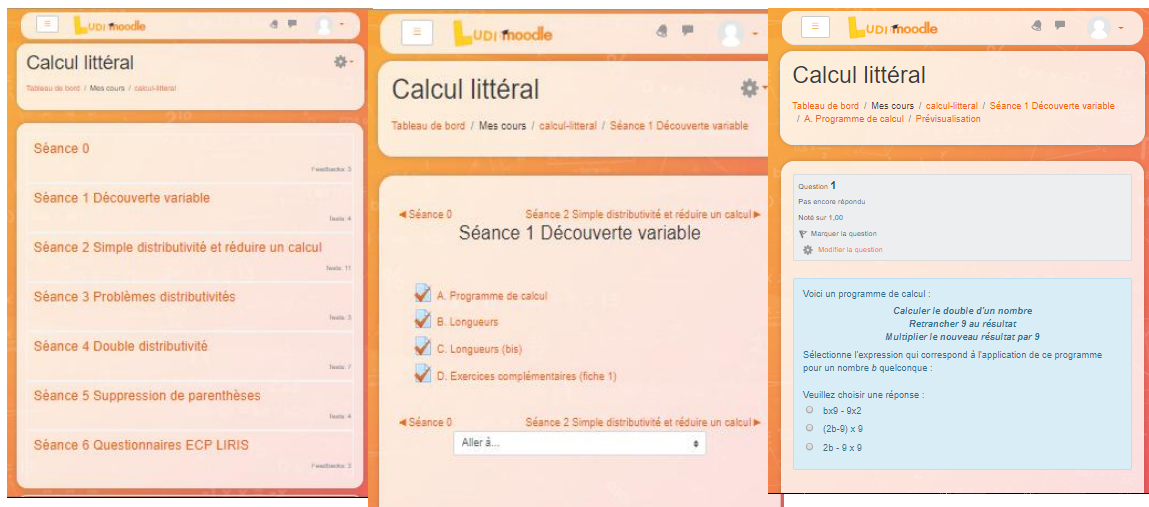 LUDI moodle
Calcul littéral
Tableau de bord / Mes cours / calcul-litteral
Séance 0
Feedbacks: 3
Séance 1 Découverte variable
Tests: 4
Séance 2 Simple distributivité et réduire un calcul
Tests: 11
Séance 3 Problèmes distributivités
Tests: 3
Séance 4 Double distributivité
Tests: 7
Séance 5 Suppression de parenthèses
Tests: 4
Séance 6 Questionnaires ECP LIRIS
Feedbacks: 3
LUDI moodle
Calcul littéral
Tableau de bord / Mes cours / calcul-litteral / Séance 1 Découverte variable
◀ Séance 0 Séance 2 Simple distributivité et réduire un calcul ▶
Séance 1 Découverte variable
A. Programme de calcul
B. Longueurs
C. Longueurs (bis)
D. Exercices complémentaires (fiche 1)
◀ Séance 0 Séance 2 Simple distributivité et réduire un calcul ▶
Aller à...
LUDI moodle
Calcul littéral
Tableau de bord / Mes cours / calcul-litteral / Séance 1 Découverte variable
/ A. Programme de calcul / Prévisualisation
Question 1
Pas encore répondu
Noté sur 1,00
Marquer la question
Modifier la question
Voici un programme de calcul :
Calculer le double d'un nombre
Retrancher 9 au résultat
Multiplier le nouveau résultat par 9
Sélectionne l'expression qui correspond à l'application de ce programme
pour un nombre b quelconque :
Veuillez choisir une réponse :
bx9 - 9x2
(2b-9) x 9
2b - 9 x 9